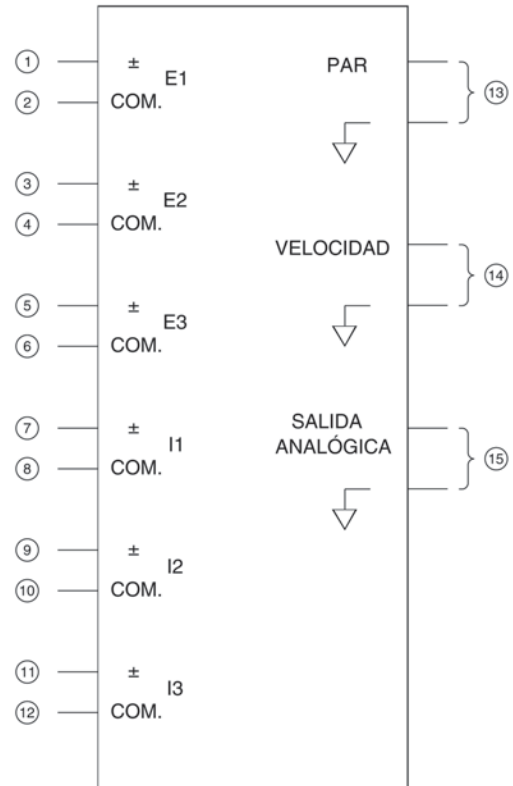 ① ± E1 PAR
② COM. ⑬
③ ± E2
④ COM. VELOCIDAD
⑤ ± E3 ⑭
⑥ COM.
⑦ ± I1 SALIDA
ANALÓGICA
⑧ COM. ⑮
⑨ ± I2
⑩ COM.
⑪ ± I3
⑫ COM.